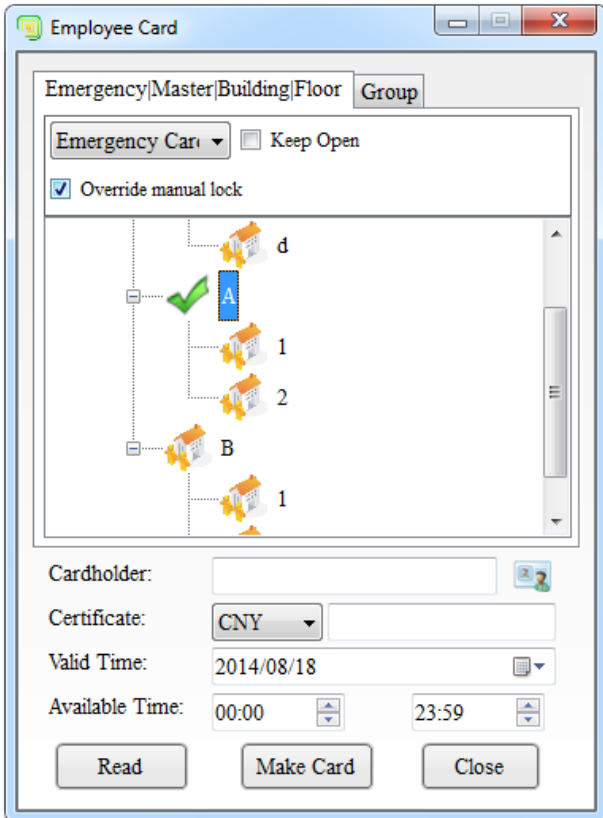 Employee Card
Emergency|Master|Building|Floor Group
Emergency Car Keep Open
Override manual lock
d
A
1
2
B
1
Cardholder:
Certificate: CNY
Valid Time: 2014/08/18
Available Time: 00:00 23:59
Read Make Card Close